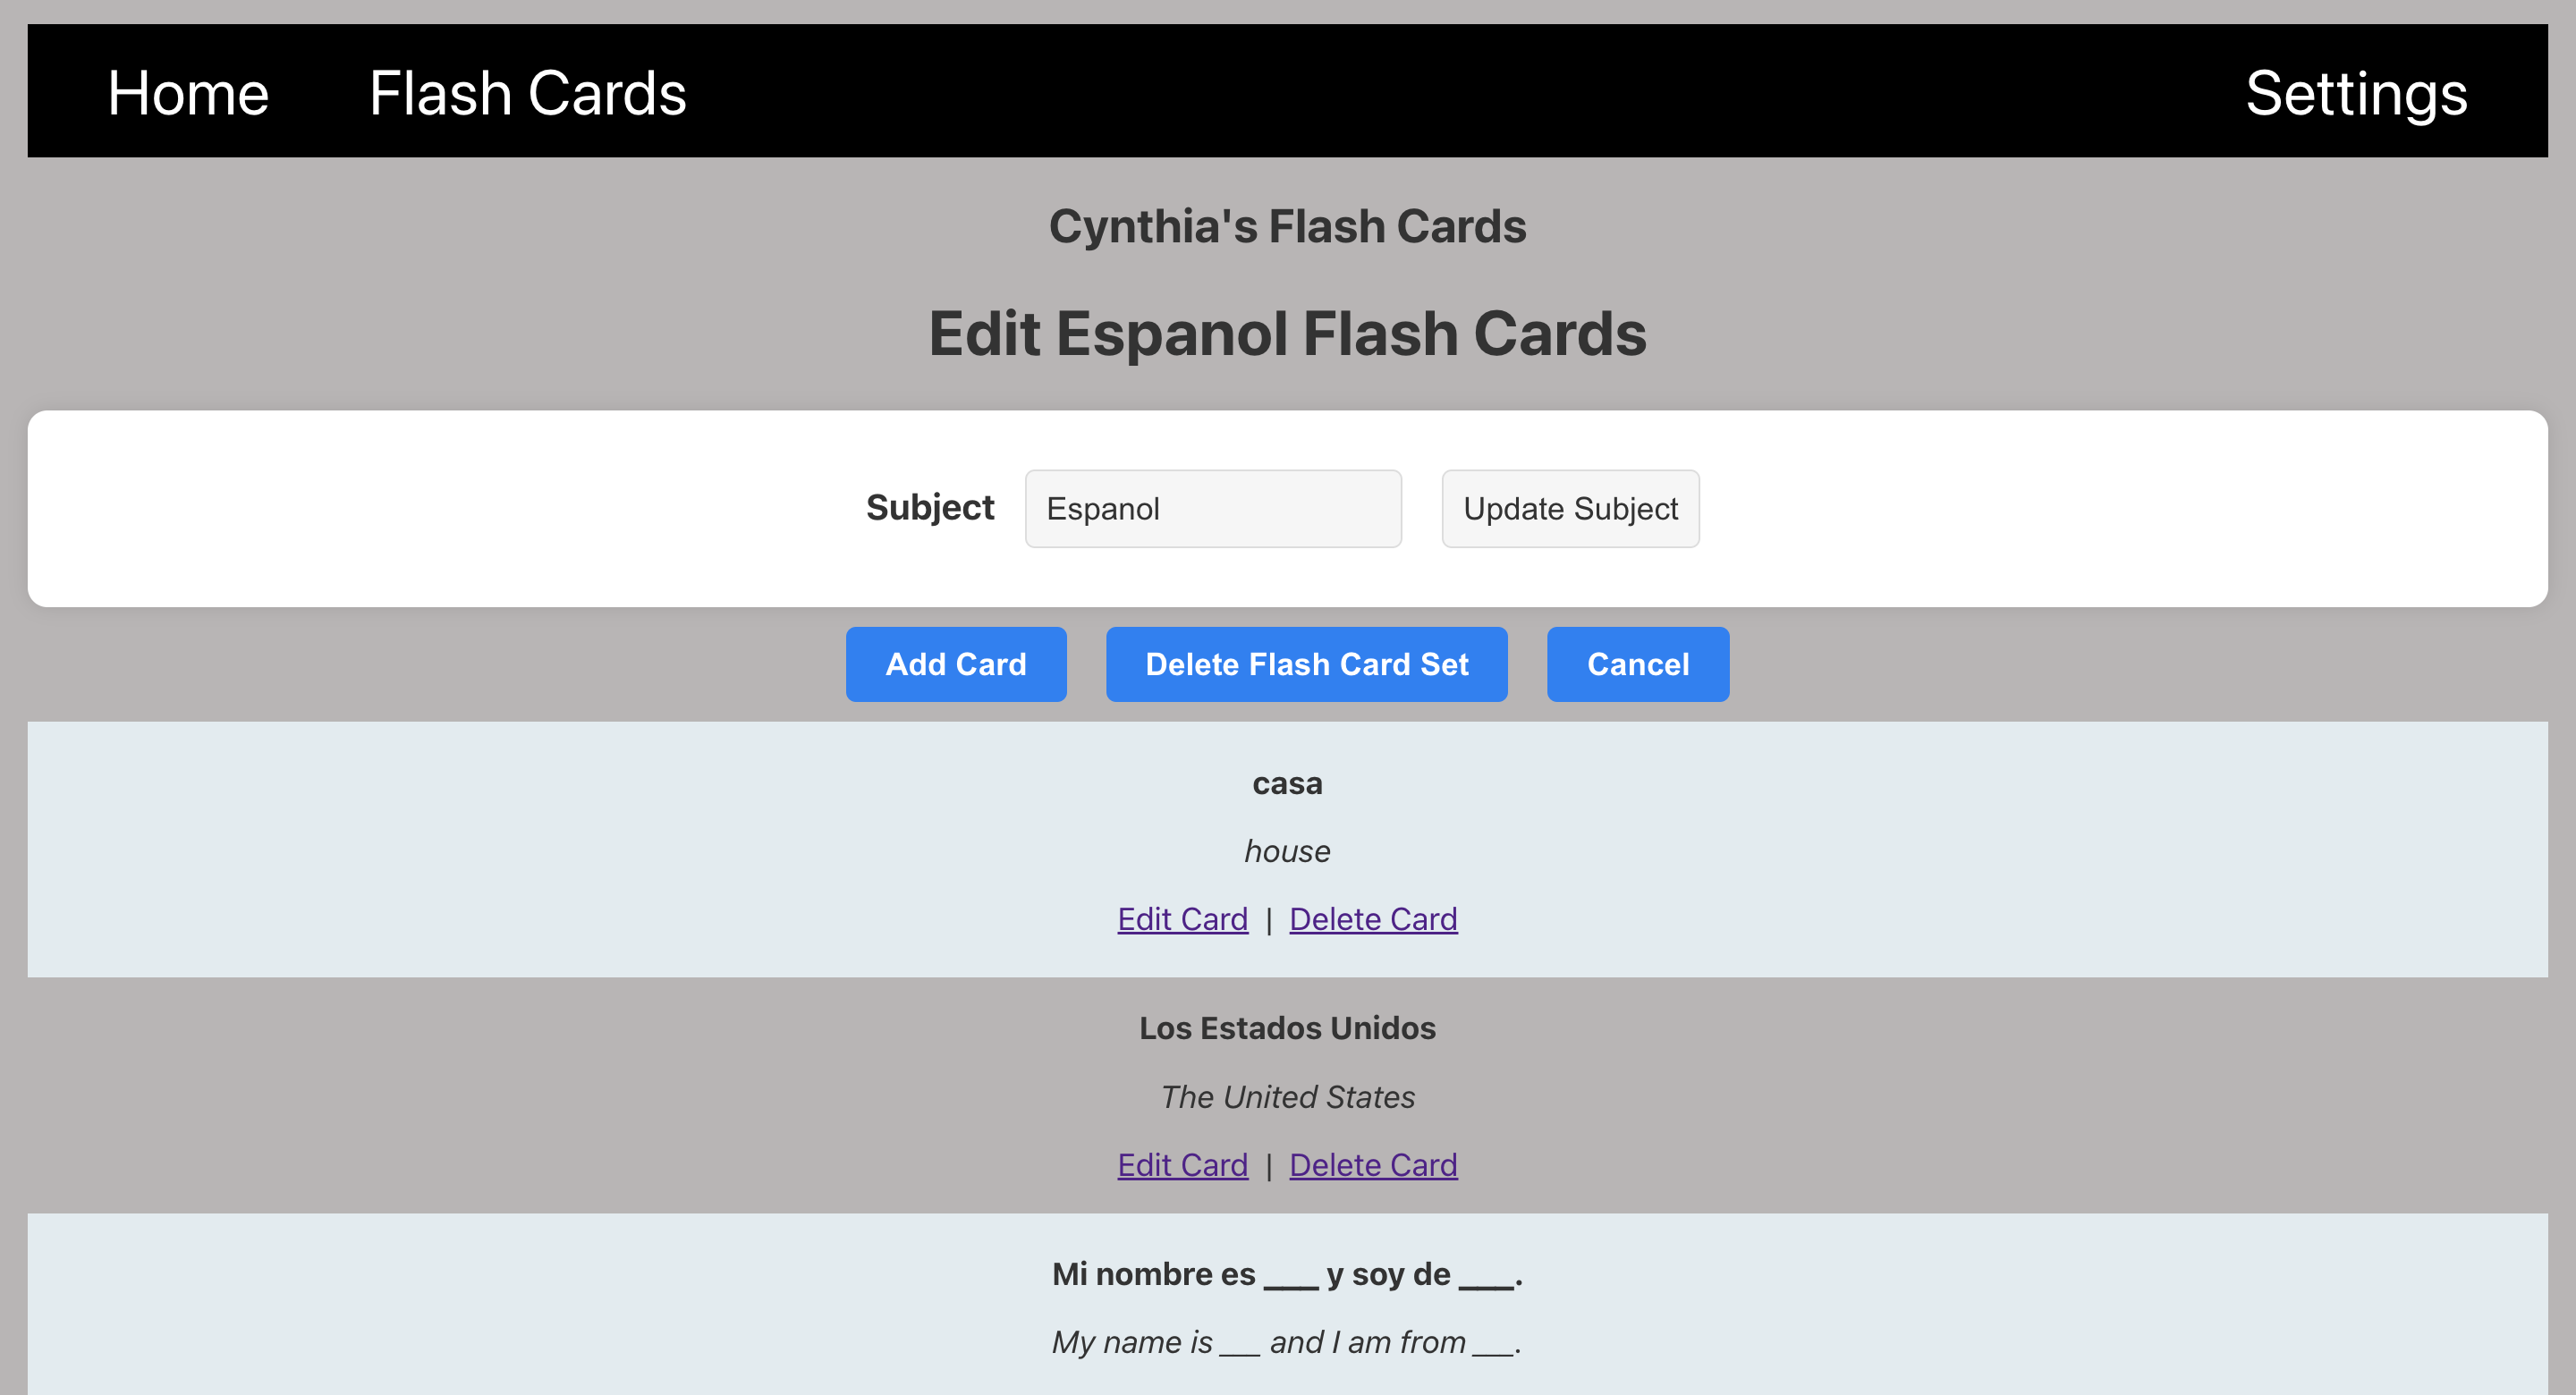 Home Flash Cards Settings
Cynthia's Flash Cards
Edit Espanol Flash Cards
Subject Espanol Update Subject
Add Card Delete Flash Card Set Cancel
casa
house
Edit Card | Delete Card
Los Estados Unidos
The United States
Edit Card | Delete Card
Mi nombre es ___ y soy de ___.
My name is ___ and I am from ___.